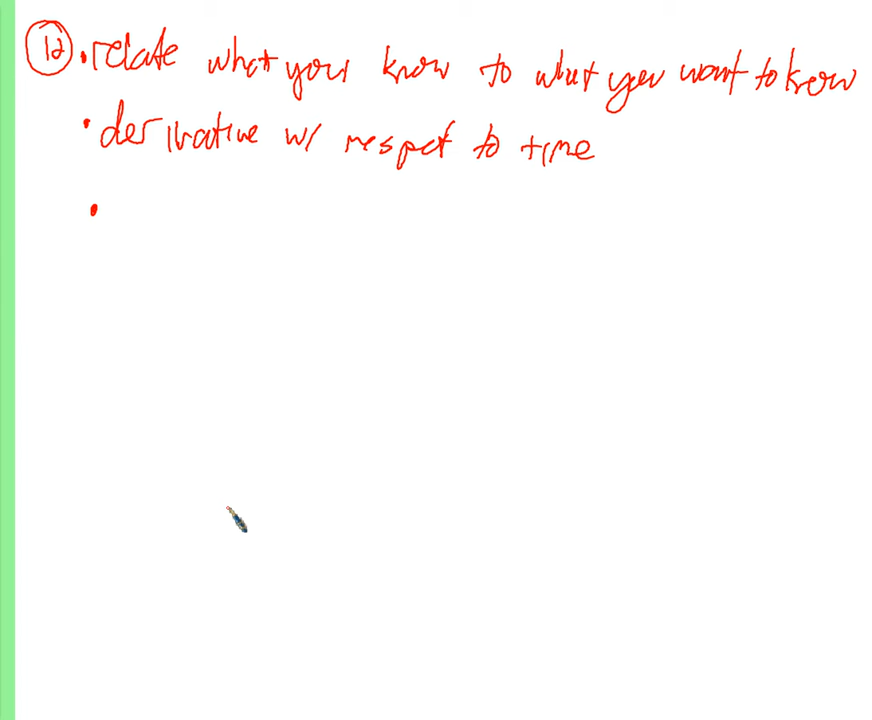 12 • relate what you know to what you want to know
• derivative w/ respect to time
•